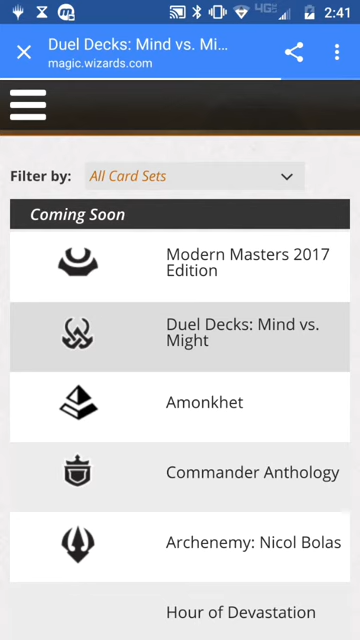 4G
2:41
Duel Decks: Mind vs. Mi...
magic.wizards.com
Filter by:
All Card Sets
Coming Soon
Modern Masters 2017
Edition
Duel Decks: Mind vs.
Might
Amonkhet
Commander Anthology
Archenemy: Nicol Bolas
Hour of Devastation